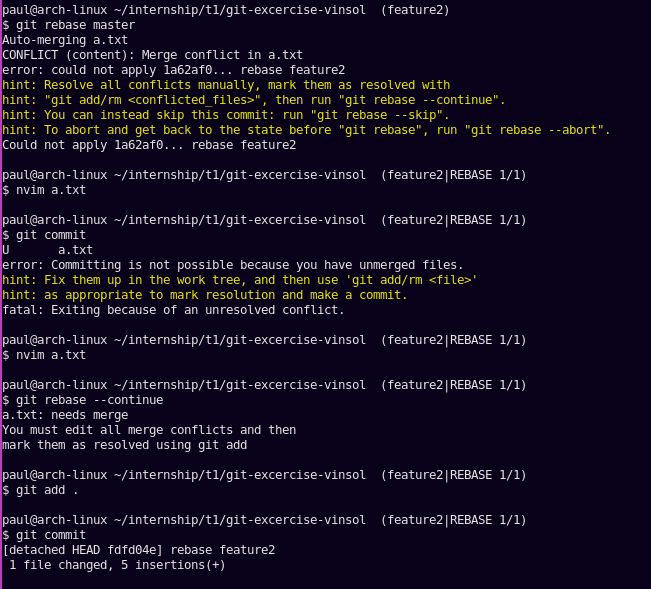 paul@arch-linux ~/internship/t1/git-excercise-vinsol  (feature2)
$ git rebase master
Auto-merging a.txt
CONFLICT (content): Merge conflict in a.txt
error: could not apply 1a62af0... rebase feature2
hint: Resolve all conflicts manually, mark them as resolved with
hint: "git add/rm <conflicted_files>", then run "git rebase --continue".
hint: You can instead skip this commit: run "git rebase --skip".
hint: To abort and get back to the state before "git rebase", run "git rebase --abort".
Could not apply 1a62af0... rebase feature2
paul@arch-linux ~/internship/t1/git-excercise-vinsol  (feature2|REBASE 1/1)
$ nvim a.txt
paul@arch-linux ~/internship/t1/git-excercise-vinsol  (feature2|REBASE 1/1)
$ git commit
U       a.txt
error: Committing is not possible because you have unmerged files.
hint: Fix them up in the work tree, and then use 'git add/rm <file>'
hint: as appropriate to mark resolution and make a commit.
fatal: Exiting because of an unresolved conflict.
paul@arch-linux ~/internship/t1/git-excercise-vinsol  (feature2|REBASE 1/1)
$ nvim a.txt
paul@arch-linux ~/internship/t1/git-excercise-vinsol  (feature2|REBASE 1/1)
$ git rebase --continue
a.txt: needs merge
You must edit all merge conflicts and then
mark them as resolved using git add
paul@arch-linux ~/internship/t1/git-excercise-vinsol  (feature2|REBASE 1/1)
$ git add .
paul@arch-linux ~/internship/t1/git-excercise-vinsol  (feature2|REBASE 1/1)
$ git commit
[detached HEAD fdfd04e] rebase feature2
 1 file changed, 5 insertions(+)